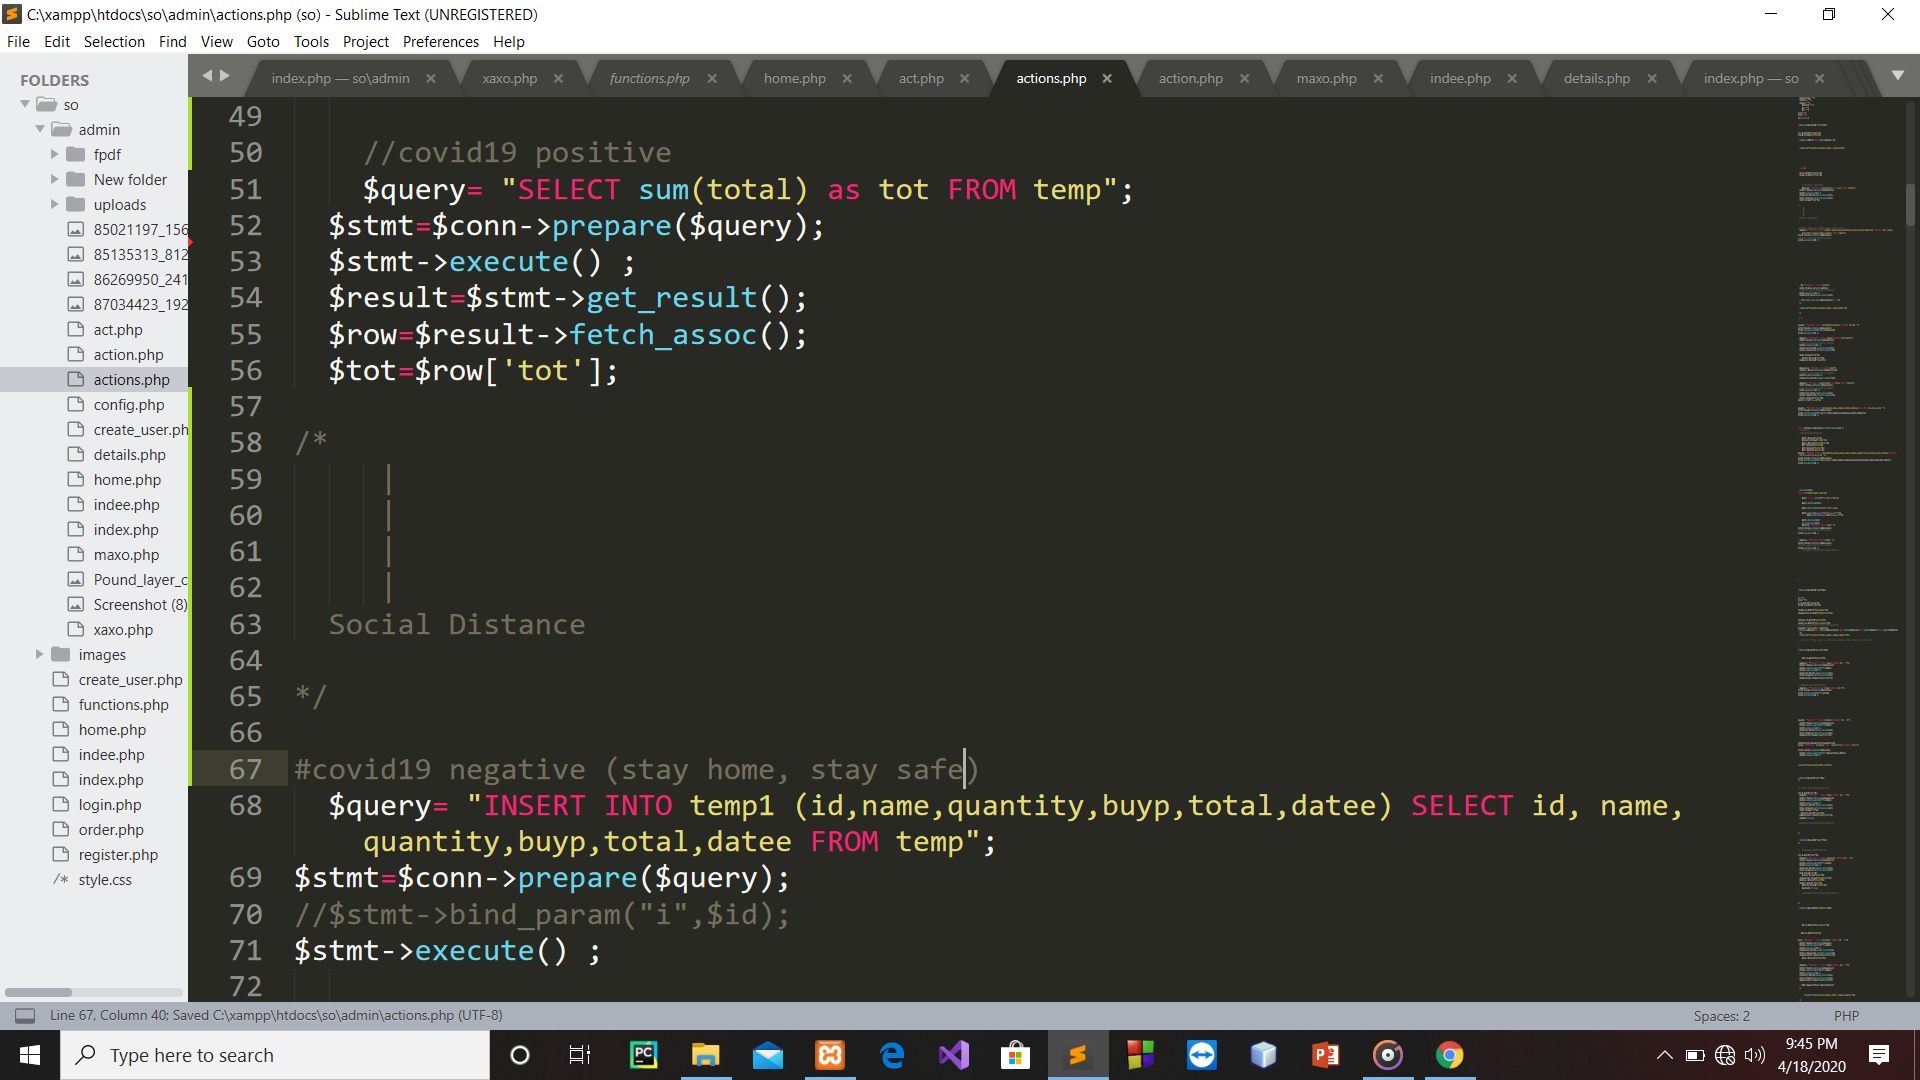 C:\xampp\htdocs\so\admin\actions.php (so) - Sublime Text (UNREGISTERED)
File Edit Selection Find View Goto Tools Project Preferences Help
FOLDERS
so
admin
fpdf
New folder
uploads
85021197_156
85135313_812
86269950_241
87034423_192
act.php
action.php
actions.php
config.php
create_user.ph
details.php
home.php
indee.php
index.php
maxo.php
Pound_layer_c
Screenshot (8)
xaxo.php
images
create_user.php
functions.php
home.php
indee.php
index.php
login.php
order.php
register.php
/* style.css
index.php — so\admin xaxo.php functions.php home.php act.php actions.php action.php maxo.php indee.php details.php index.php — so
49
50 //covid19 positive
51 $query= "SELECT sum(total) as tot FROM temp";
52 $stmt=$conn->prepare($query);
53 $stmt->execute() ;
54 $result=$stmt->get_result();
55 $row=$result->fetch_assoc();
56 $tot=$row['tot'];
57
58 /*
59 |
60 |
61 |
62 |
63 Social Distance
64
65 */
66
67 #covid19 negative (stay home, stay safe)
68 $query= "INSERT INTO temp1 (id,name,quantity,buyp,total,datee) SELECT id, name,
quantity,buyp,total,datee FROM temp";
69 $stmt=$conn->prepare($query);
70 //$stmt->bind_param("i",$id);
71 $stmt->execute() ;
72
Line 67, Column 40; Saved C:\xampp\htdocs\so\admin\actions.php (UTF-8) Spaces: 2 PHP
Type here to search
PC
9:45 PM
4/18/2020